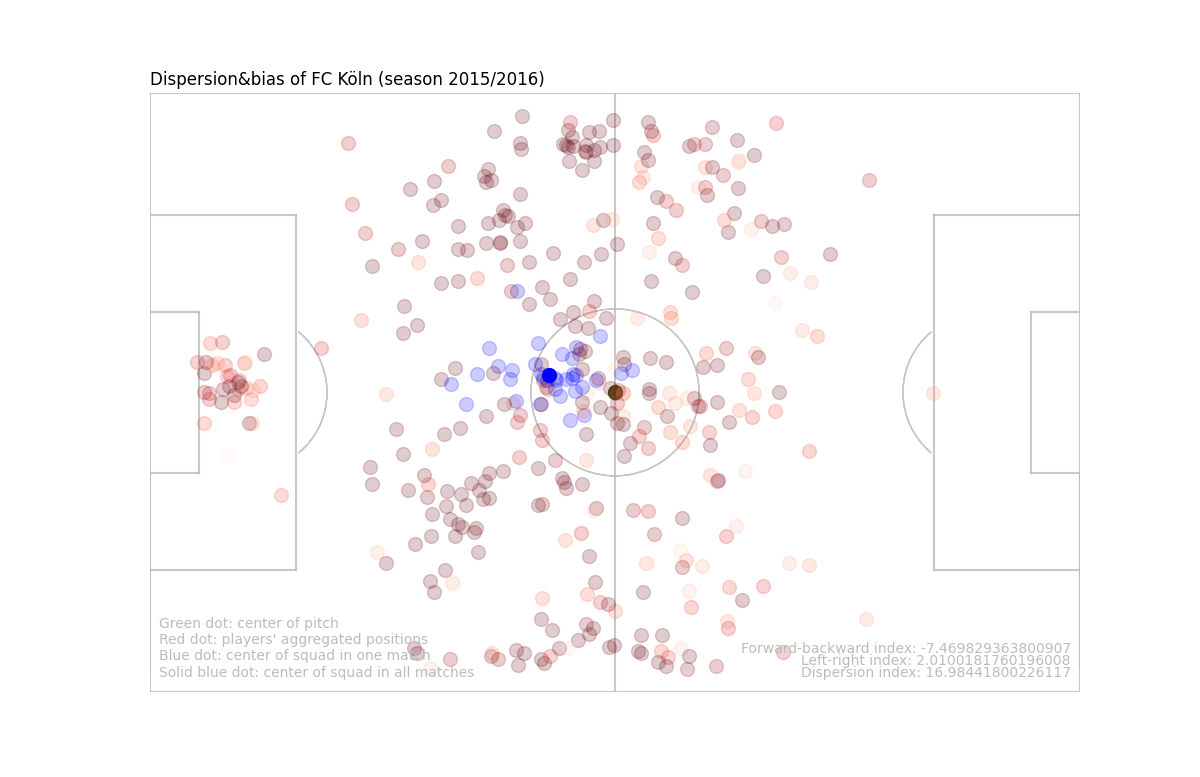 Dispersion&bias of FC Köln (season 2015/2016)
Green dot: center of pitch
Red dot: players' aggregated positions
Blue dot: center of squad in one match
Solid blue dot: center of squad in all matches
Forward-backward index: -7.469829363800907
Left-right index: 2.0100181760196008
Dispersion index: 16.98441800226117